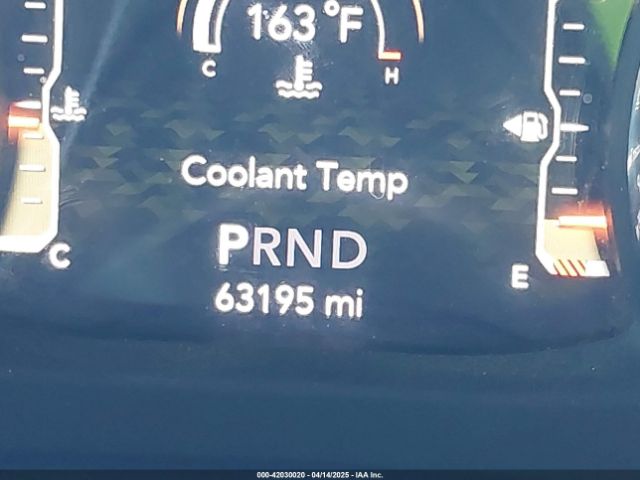 163°F
C H
Coolant Temp
PRND
C E
63195 mi
000-42030020 - 04/14/2025 - IAA Inc.